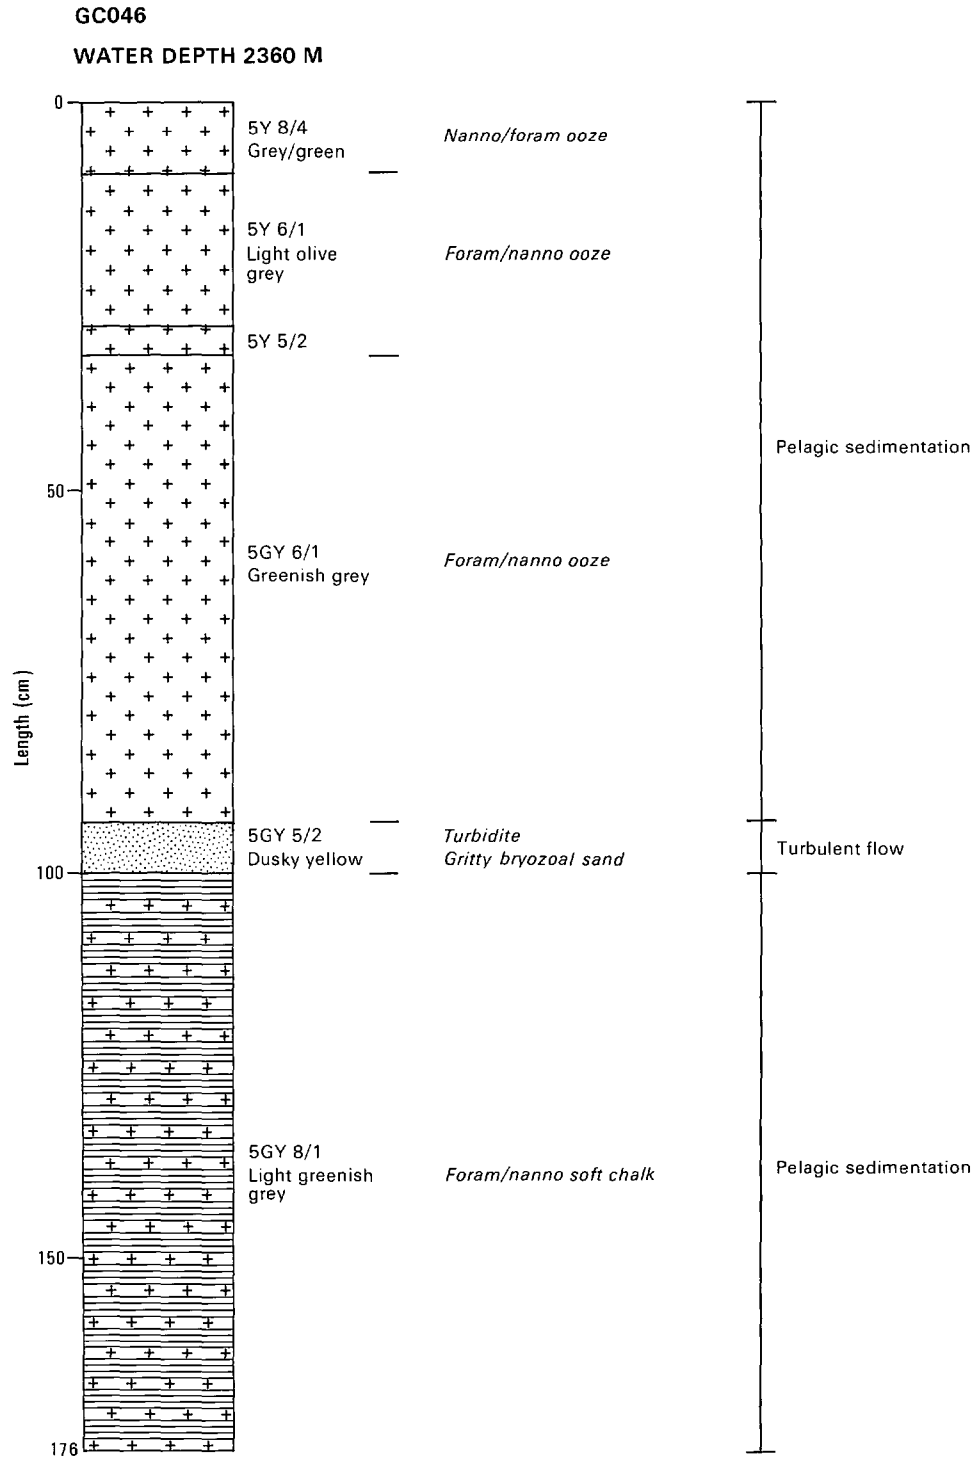 GC046
WATER DEPTH 2360 M
0
5Y 8/4
Grey/green
Nanno/foram ooze
5Y 6/1
Light olive
grey
Foram/nanno ooze
5Y 5/2
Pelagic sedimentation
50
5GY 6/1
Greenish grey
Foram/nanno ooze
Length (cm)
5GY 5/2
Dusky yellow
Turbidite
Gritty bryozoal sand
Turbulent flow
100
5GY 8/1
Light greenish
grey
Foram/nanno soft chalk
Pelagic sedimentation
150
176